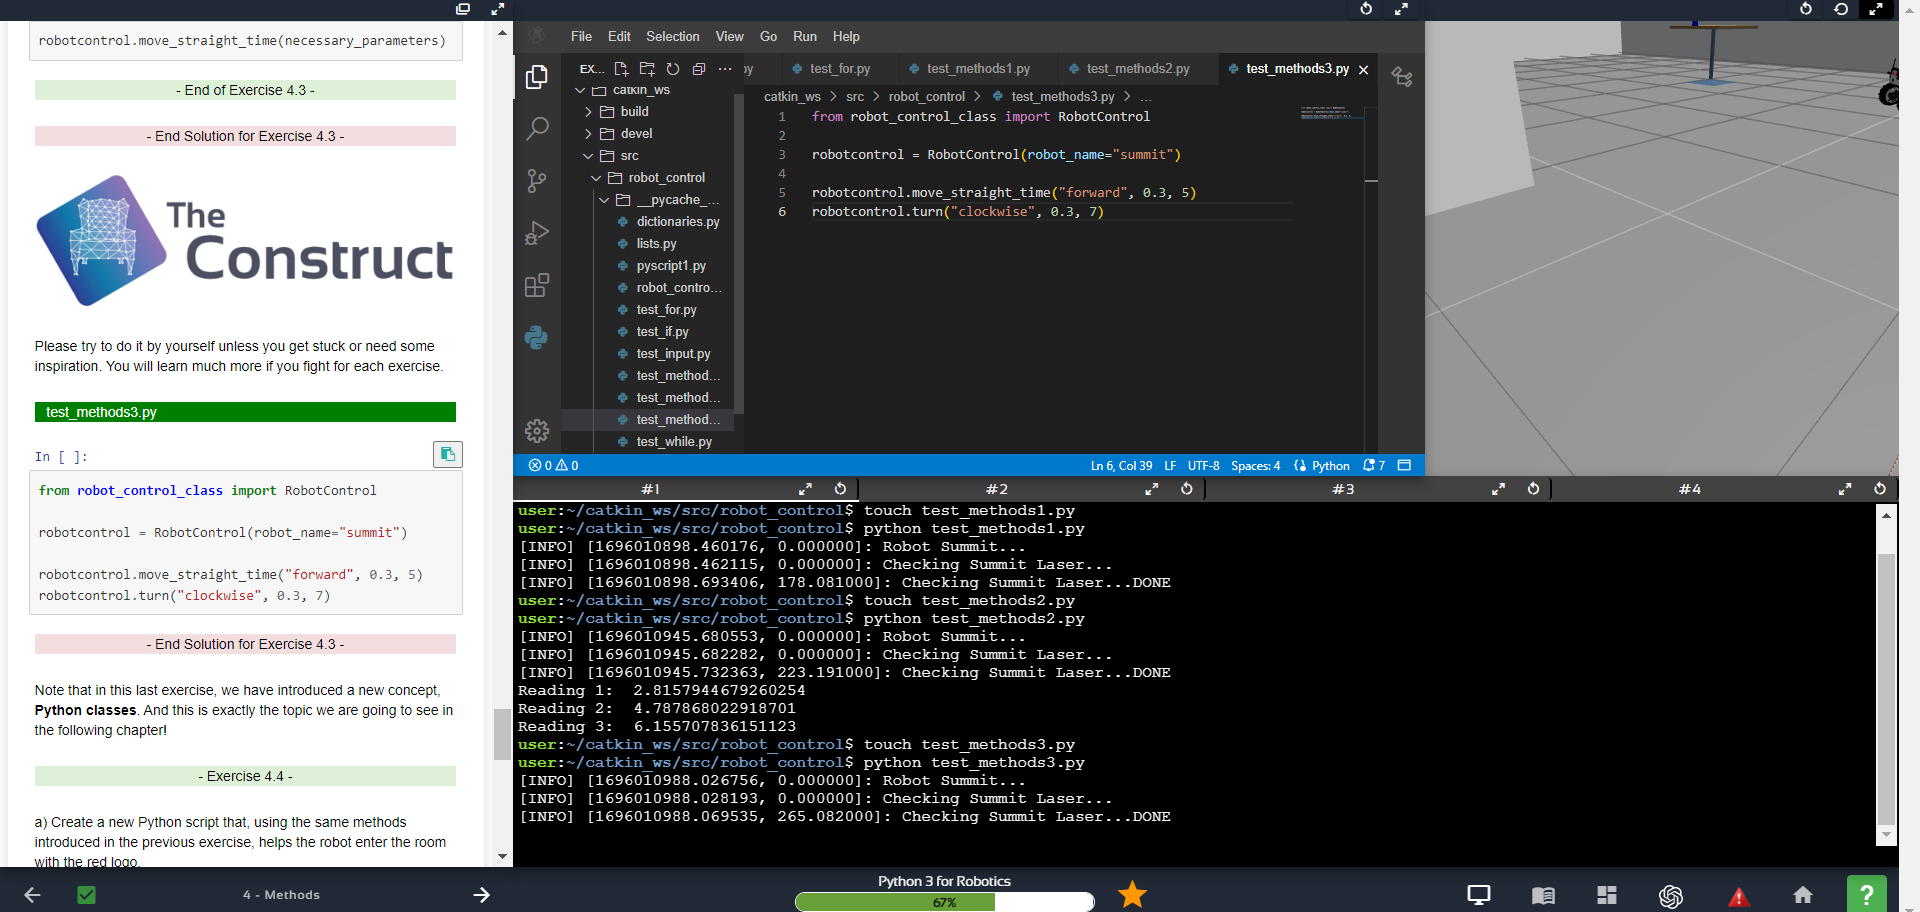 robotcontrol.move_straight_time(necessary_parameters)
- End of Exercise 4.3 -
- End Solution for Exercise 4.3 -
The
Construct
Please try to do it by yourself unless you get stuck or need some
inspiration. You will learn much more if you fight for each exercise.
test_methods3.py
In [ ]:
from robot_control_class import RobotControl
robotcontrol = RobotControl(robot_name="summit")
robotcontrol.move_straight_time("forward", 0.3, 5)
robotcontrol.turn("clockwise", 0.3, 7)
- End Solution for Exercise 4.3 -
Note that in this last exercise, we have introduced a new concept,
Python classes. And this is exactly the topic we are going to see in
the following chapter!
- Exercise 4.4 -
a) Create a new Python script that, using the same methods
introduced in the previous exercise, helps the robot enter the room
with the red logo.
File Edit Selection View Go Run Help
EX... py test_for.py test_methods1.py test_methods2.py test_methods3.py
catkin_ws
build
devel
src
robot_control
__pycache_...
dictionaries.py
lists.py
pyscript1.py
robot_contro...
test_for.py
test_if.py
test_input.py
test_method...
test_method...
test_method...
test_while.py
catkin_ws > src > robot_control > test_methods3.py > ...
1 from robot_control_class import RobotControl
2
3 robotcontrol = RobotControl(robot_name="summit")
4
5 robotcontrol.move_straight_time("forward", 0.3, 5)
6 robotcontrol.turn("clockwise", 0.3, 7)
0 0 Ln 6, Col 39 LF UTF-8 Spaces: 4 Python 7
#1 #2 #3 #4
user:~/catkin_ws/src/robot_control$ touch test_methods1.py
user:~/catkin_ws/src/robot_control$ python test_methods1.py
[INFO] [1696010898.460176, 0.000000]: Robot Summit...
[INFO] [1696010898.462115, 0.000000]: Checking Summit Laser...
[INFO] [1696010898.693406, 178.081000]: Checking Summit Laser...DONE
user:~/catkin_ws/src/robot_control$ touch test_methods2.py
user:~/catkin_ws/src/robot_control$ python test_methods2.py
[INFO] [1696010945.680553, 0.000000]: Robot Summit...
[INFO] [1696010945.682282, 0.000000]: Checking Summit Laser...
[INFO] [1696010945.732363, 223.191000]: Checking Summit Laser...DONE
Reading 1:  2.8157944679260254
Reading 2:  4.787868022918701
Reading 3:  6.155707836151123
user:~/catkin_ws/src/robot_control$ touch test_methods3.py
user:~/catkin_ws/src/robot_control$ python test_methods3.py
[INFO] [1696010988.026756, 0.000000]: Robot Summit...
[INFO] [1696010988.028193, 0.000000]: Checking Summit Laser...
[INFO] [1696010988.069535, 265.082000]: Checking Summit Laser...DONE
4 - Methods
Python 3 for Robotics
67%
?